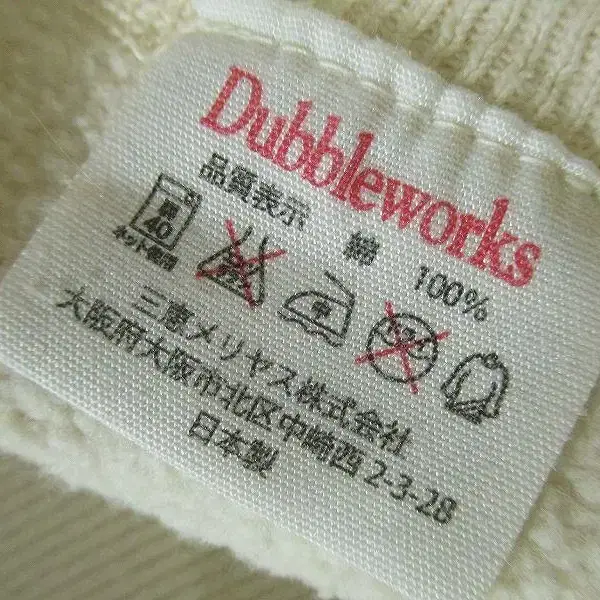 Dubbleworks
品質表示 綿 100%
弱
40
ネット使用
中
三恵メリヤス株式会社
大阪府大阪市北区中崎西 2-3-28
日本製